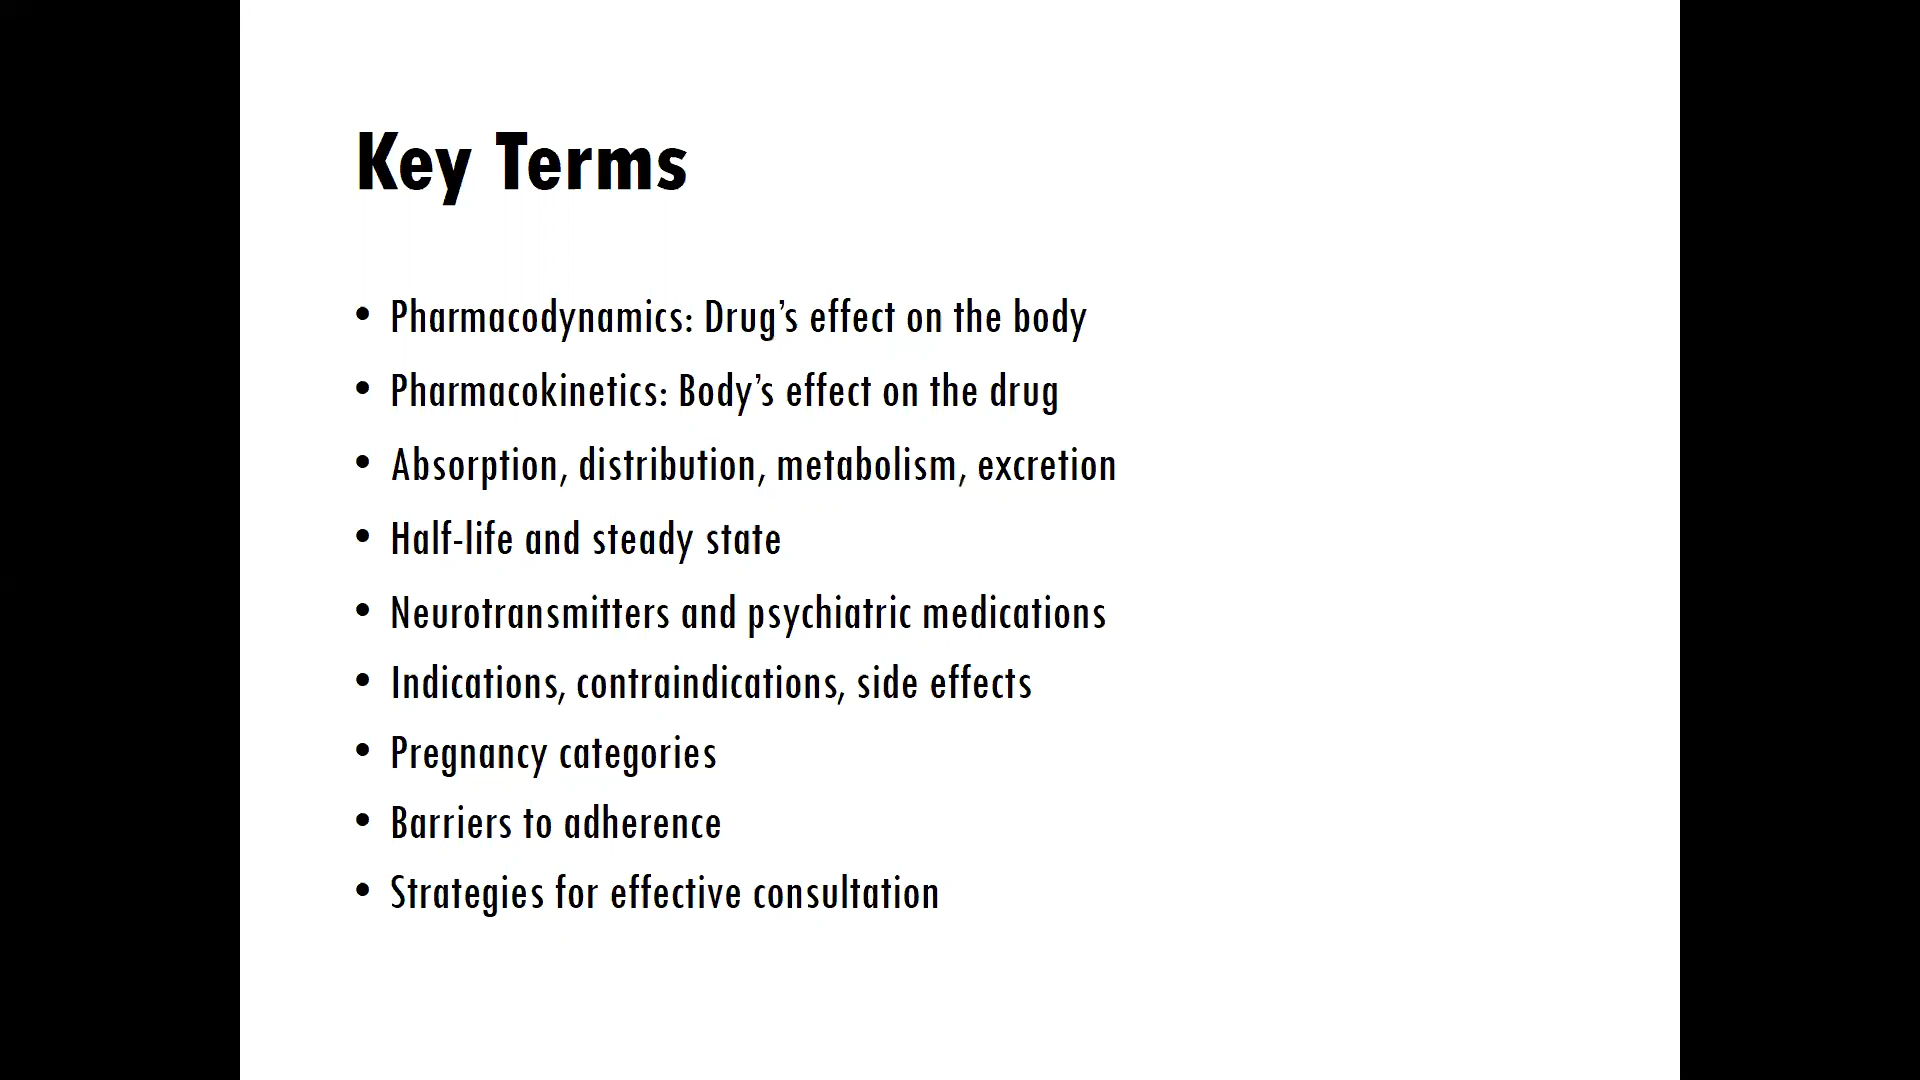 Key Terms
• Pharmacodynamics: Drug’s effect on the body
• Pharmacokinetics: Body’s effect on the drug
• Absorption, distribution, metabolism, excretion
• Half-life and steady state
• Neurotransmitters and psychiatric medications
• Indications, contraindications, side effects
• Pregnancy categories
• Barriers to adherence
• Strategies for effective consultation